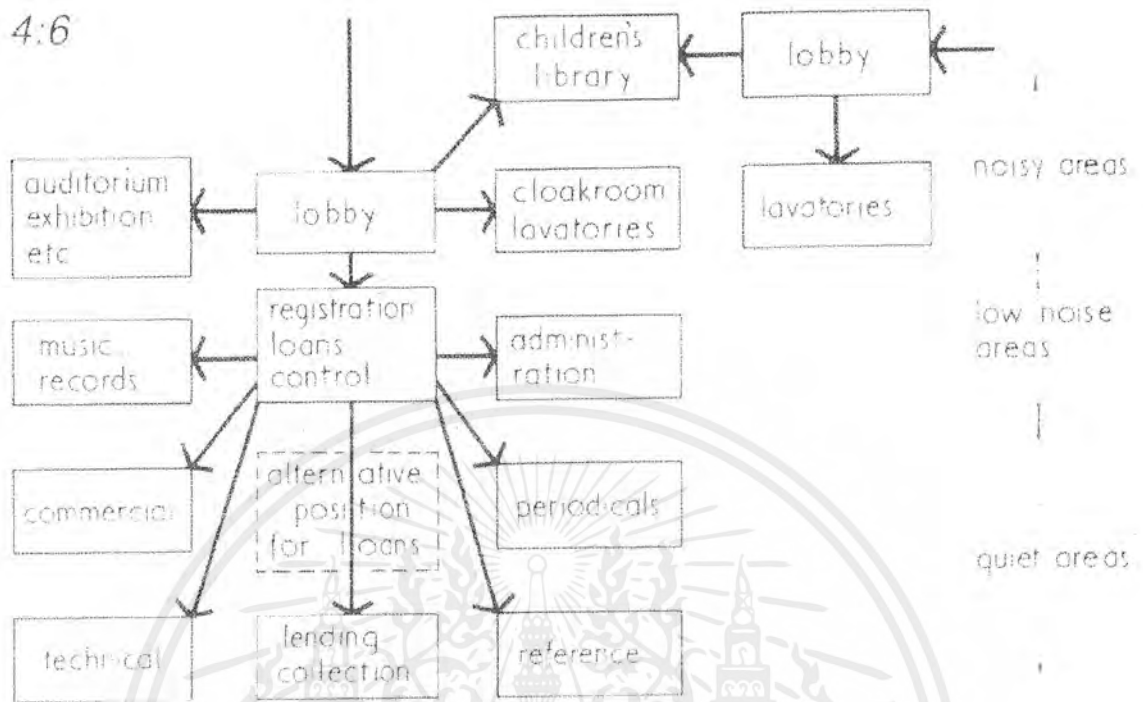 4:6
children's
library
lobby
auditorium
exhibition
etc
lobby
cloakroom
lavatories
lavatories
noisy areas
music
records
registration
loans
control
administ-
ration
low noise
areas
commercial
alternative
position
for loans
periodicals
quiet areas
technical
lending
collection
reference